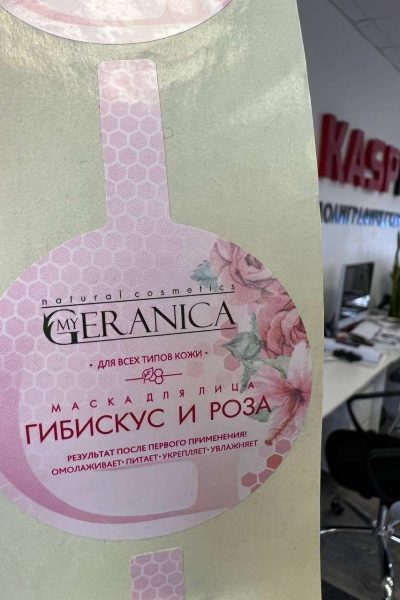 natural cosmetics
MY GERANICA
• ДЛЯ ВСЕХ ТИПОВ КОЖИ •
МАСКА ДЛЯ ЛИЦА
ГИБИСКУС И РОЗА
РЕЗУЛЬТАТ ПОСЛЕ ПЕРВОГО ПРИМЕНЕНИЯ!
ОМОЛАЖИВАЕТ • ПИТАЕТ • УКРЕПЛЯЕТ • УВЛАЖНЯЕТ
KASP